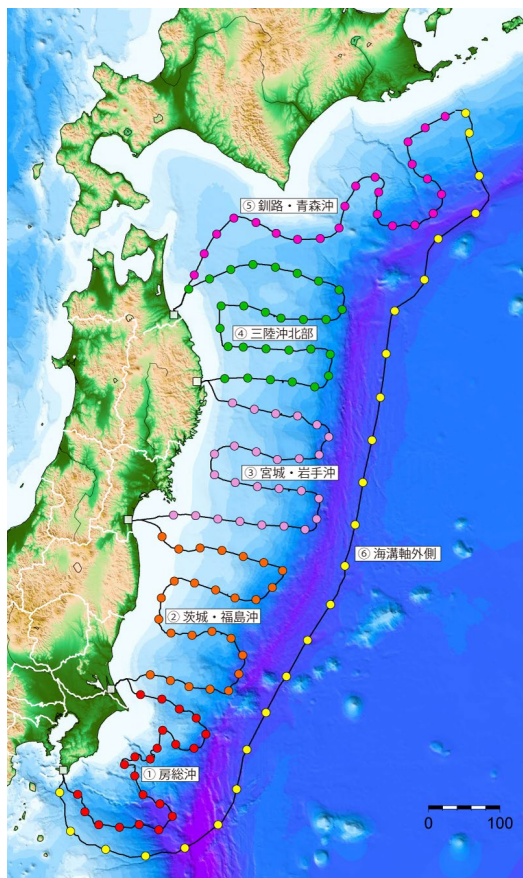 ⑤ 釧路・青森沖
④ 三陸沖北部
③ 宮城・岩手沖
⑥ 海溝軸外側
② 茨城・福島沖
① 房総沖
0 100